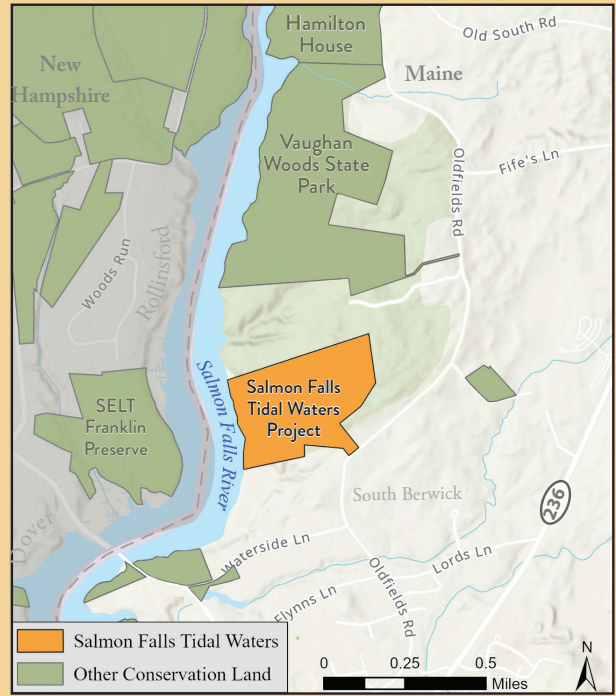 Hamilton
House
Old South Rd
New
Hampshire
Maine
Vaughan
Woods State
Park
Oldfields Rd
Fife's Ln
Woods Run
Rollinsford
Salmon Falls River
Salmon Falls
Tidal Waters
Project
SELT
Franklin
Preserve
South Berwick
236
Dover
Waterside Ln
Lords Ln
Oldfields Rd
Flynns Ln
Salmon Falls Tidal Waters
Other Conservation Land
0 0.25 0.5
Miles
N